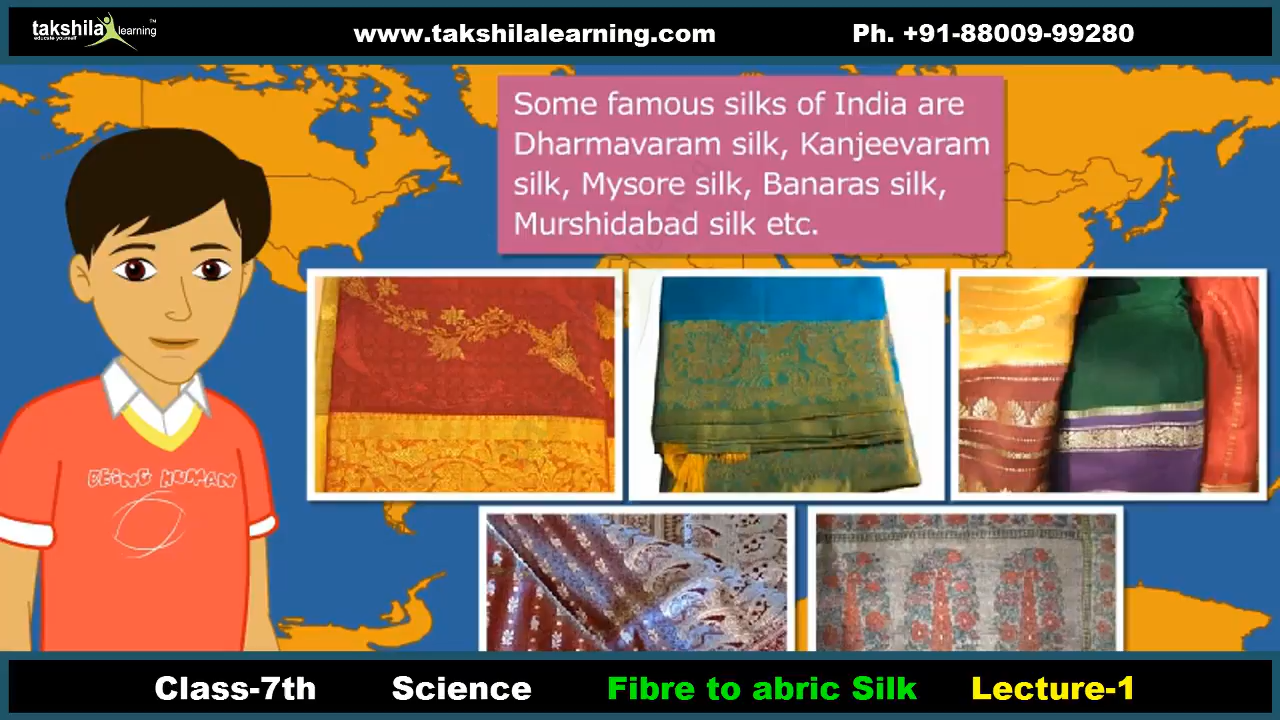 takshila learning TM
educate yourself
www.takshilalearning.com
Ph. +91-88009-99280
Some famous silks of India are
Dharmavaram silk, Kanjeevaram
silk, Mysore silk, Banaras silk,
Murshidabad silk etc.
BEING HUMAN
Class-7th Science Fibre to abric Silk Lecture-1